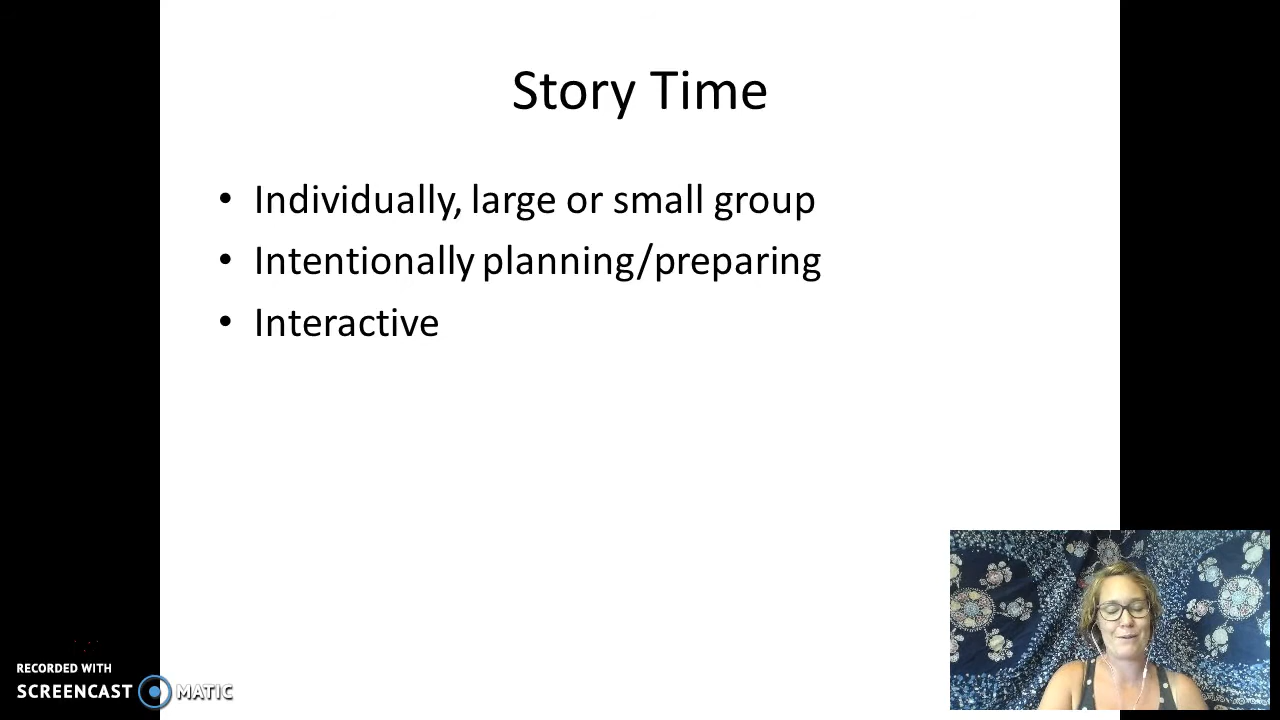 Story Time
• Individually, large or small group
• Intentionally planning/preparing
• Interactive
RECORDED WITH
SCREENCAST MATIC